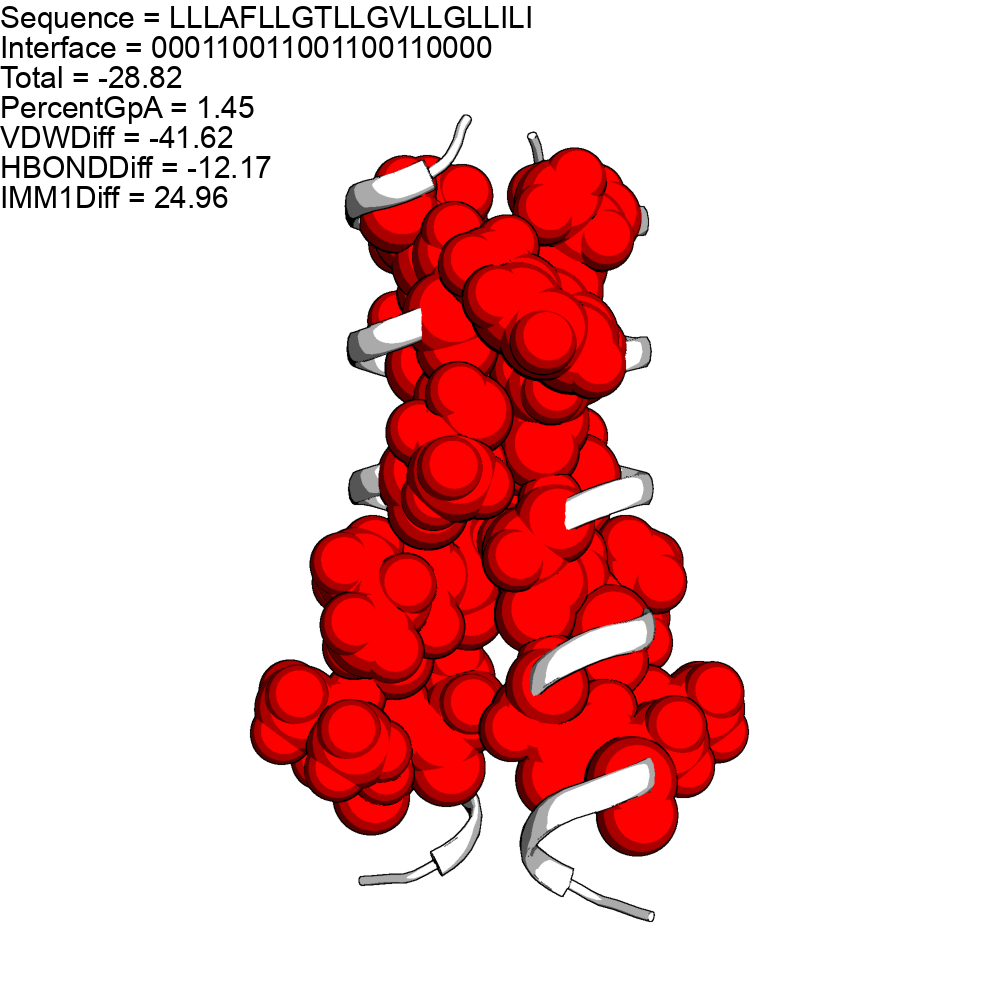 Sequence = LLLAFLLGTLLGVLLGLLILI
Interface = 000110011001100110000
Total = -28.82
PercentGpA = 1.45
VDWDiff = -41.62
HBONDDiff = -12.17
IMM1Diff = 24.96